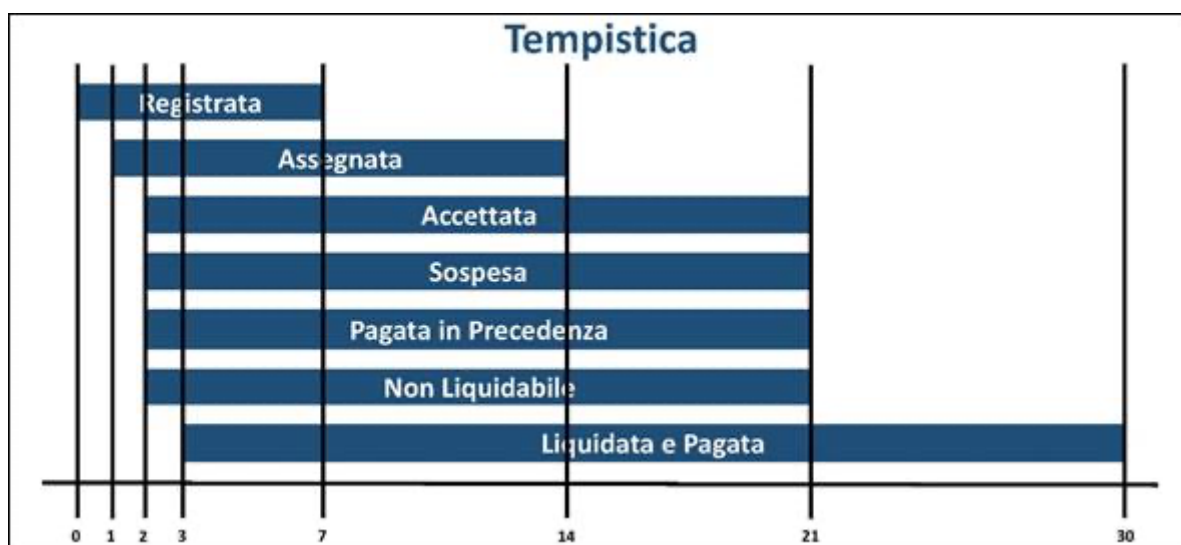 Tempistica
Registrata
Assegnata
Accettata
Sospesa
Pagata in Precedenza
Non Liquidabile
Liquidata e Pagata
0 1 2 3 7 14 21 30